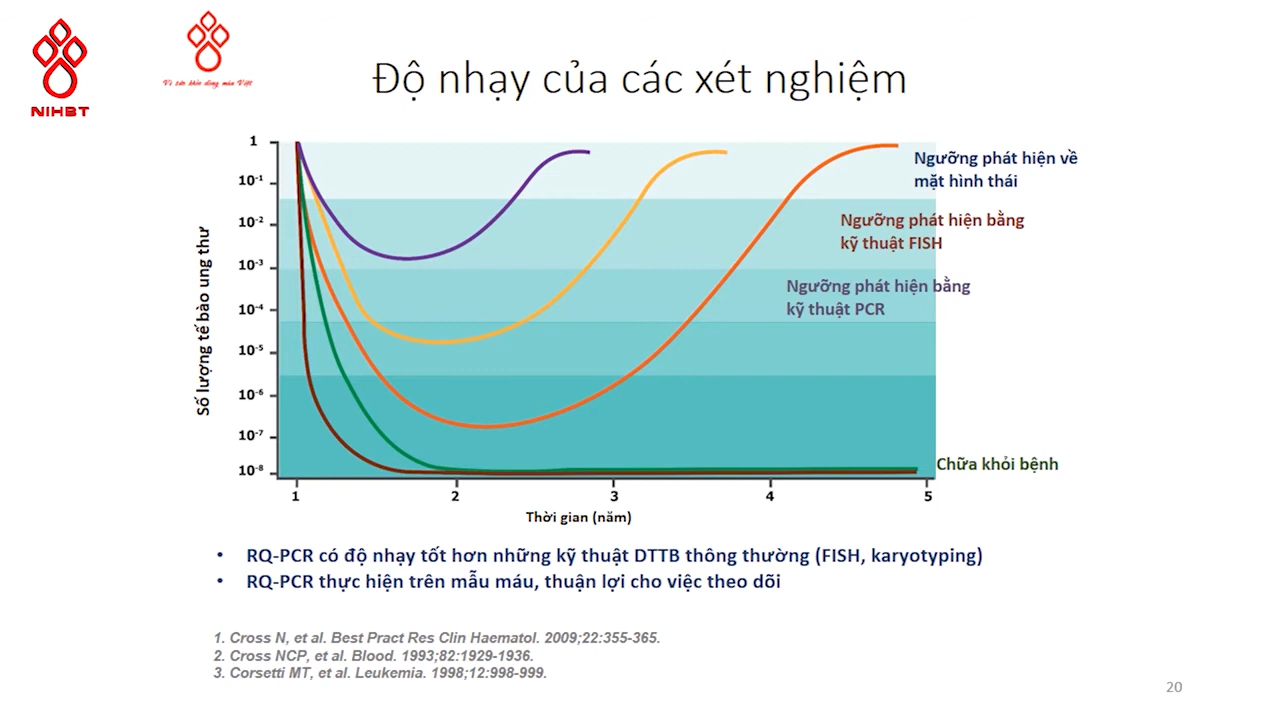 NIHBT
Vì sức khỏe dòng máu Việt
Độ nhạy của các xét nghiệm
Số lượng tế bào ung thư
1
10-1
10-2
10-3
10-4
10-5
10-6
10-7
10-8
Ngưỡng phát hiện về
mặt hình thái
Ngưỡng phát hiện bằng
kỹ thuật FISH
Ngưỡng phát hiện bằng
kỹ thuật PCR
Chữa khỏi bệnh
1 2 3 4 5
Thời gian (năm)
• RQ-PCR có độ nhạy tốt hơn những kỹ thuật DTTB thông thường (FISH, karyotyping)
• RQ-PCR thực hiện trên mẫu máu, thuận lợi cho việc theo dõi
1. Cross N, et al. Best Pract Res Clin Haematol. 2009;22:355-365.
2. Cross NCP, et al. Blood. 1993;82:1929-1936.
3. Corsetti MT, et al. Leukemia. 1998;12:998-999.
20